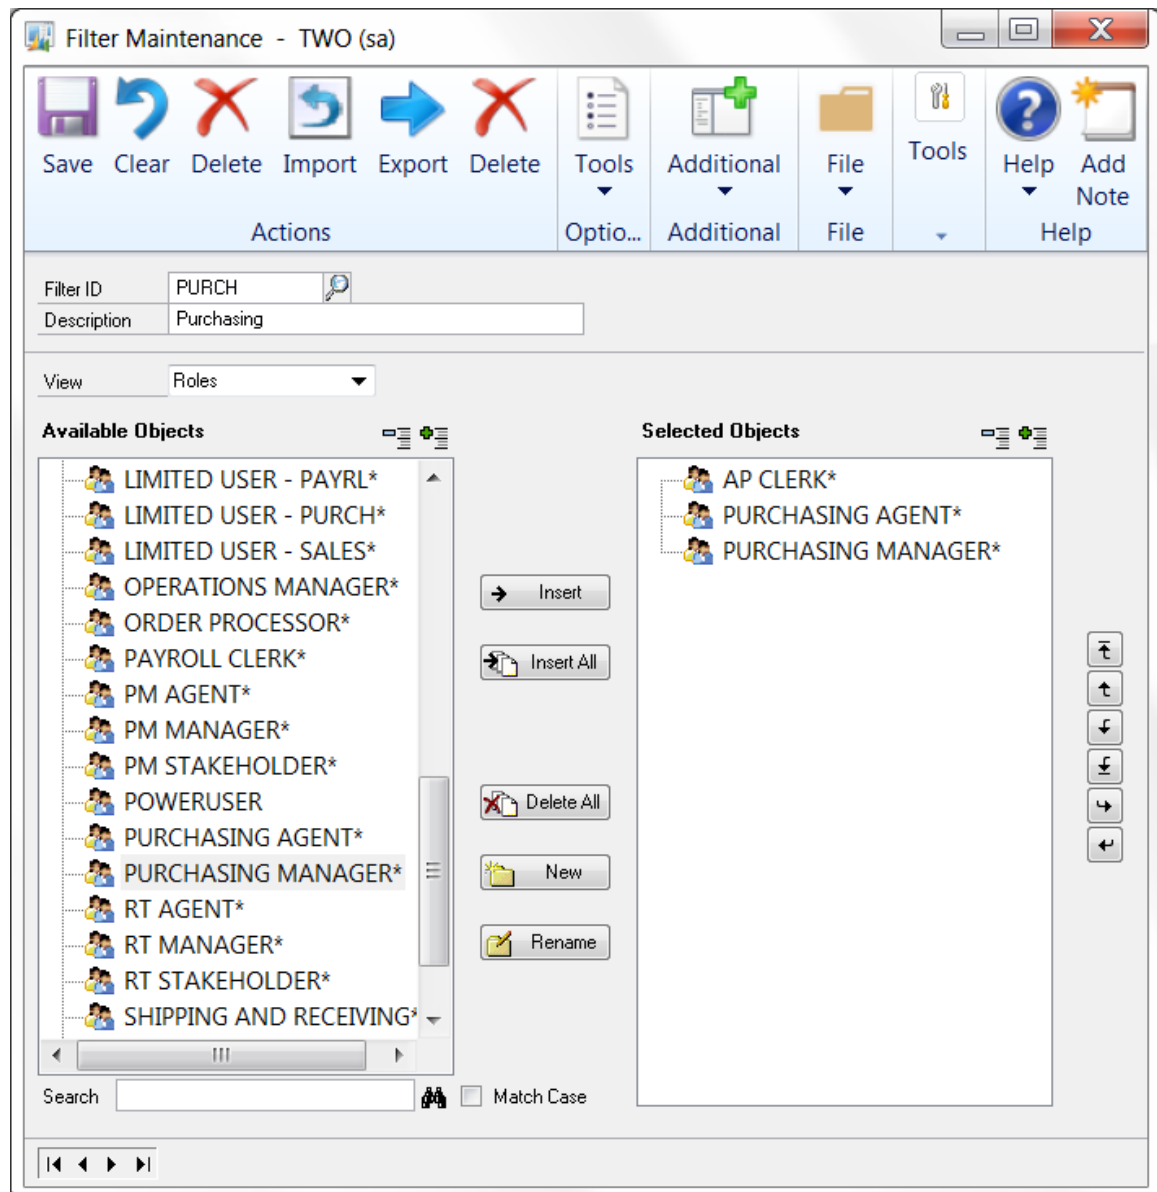 Filter Maintenance - TWO (sa)
Save Clear Delete Import Export Delete Tools Additional File Tools Help Add Note
Actions Optio... Additional File Help
Filter ID PURCH
Description Purchasing
View Roles
Available Objects Selected Objects
LIMITED USER - PAYRL*
LIMITED USER - PURCH*
LIMITED USER - SALES*
OPERATIONS MANAGER*
ORDER PROCESSOR*
PAYROLL CLERK*
PM AGENT*
PM MANAGER*
PM STAKEHOLDER*
POWERUSER
PURCHASING AGENT*
PURCHASING MANAGER*
RT AGENT*
RT MANAGER*
RT STAKEHOLDER*
SHIPPING AND RECEIVING*
Insert
Insert All
Delete All
New
Rename
AP CLERK*
PURCHASING AGENT*
PURCHASING MANAGER*
Search Match Case